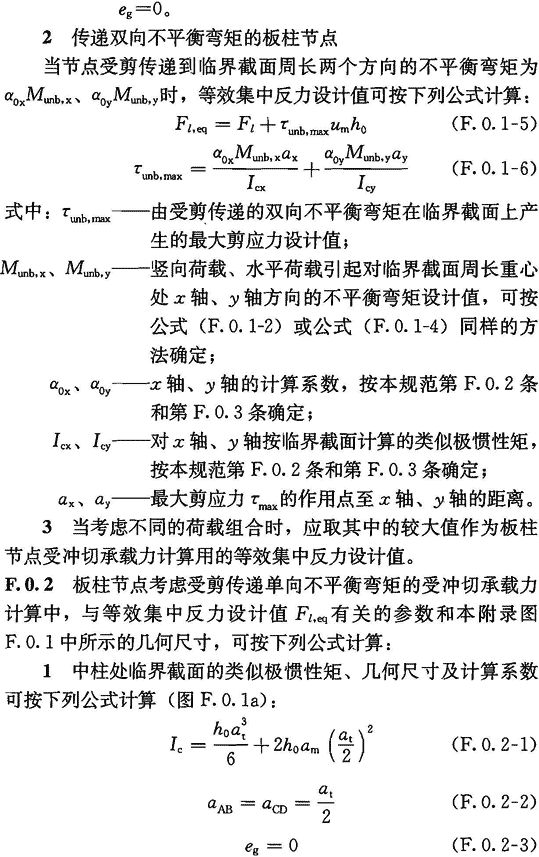 e_g=0。
2 传递双向不平衡弯矩的板柱节点
当节点受剪传递到临界截面周长两个方向的不平衡弯矩为
α_{0x}M_{unb,x}、α_{0y}M_{unb,y}时，等效集中反力设计值可按下列公式计算：
F_{l,eq} = F_l + τ_{unb,max}u_m h_0 (F.0.1-5)
τ_{unb,max} = \frac{α_{0x}M_{unb,x}a_x}{I_{cx}} + \frac{α_{0y}M_{unb,y}a_y}{I_{cy}} (F.0.1-6)
式中：τ_{unb,max}——由受剪传递的双向不平衡弯矩在临界截面上产
生的最大剪应力设计值；
M_{unb,x}、M_{unb,y}——竖向荷载、水平荷载引起对临界截面周长重心
处 x 轴、y 轴方向的不平衡弯矩设计值，可按
公式（F.0.1-2）或公式（F.0.1-4）同样的方
法确定；
α_{0x}、α_{0y}——x 轴、y 轴的计算系数，按本规范第 F.0.2 条
和第 F.0.3 条确定；
I_{cx}、I_{cy}——对 x 轴、y 轴按临界截面计算的类似极惯性矩，
按本规范第 F.0.2 条和第 F.0.3 条确定；
a_x、a_y——最大剪应力 τ_{max}的作用点至 x 轴、y 轴的距离。
3 当考虑不同的荷载组合时，应取其中的较大值作为板柱
节点受冲切承载力计算用的等效集中反力设计值。
F.0.2 板柱节点考虑受剪传递单向不平衡弯矩的受冲切承载力
计算中，与等效集中反力设计值 F_{l,eq}有关的参数和本附录图
F.0.1 中所示的几何尺寸，可按下列公式计算：
1 中柱处临界截面的类似极惯性矩、几何尺寸及计算系数
可按下列公式计算（图 F.0.1a）：
I_c = \frac{h_0 a_t^3}{6} + 2h_0 a_m (\frac{a_t}{2})^2 (F.0.2-1)
a_{AB} = a_{CD} = \frac{a_t}{2} (F.0.2-2)
e_g = 0 (F.0.2-3)